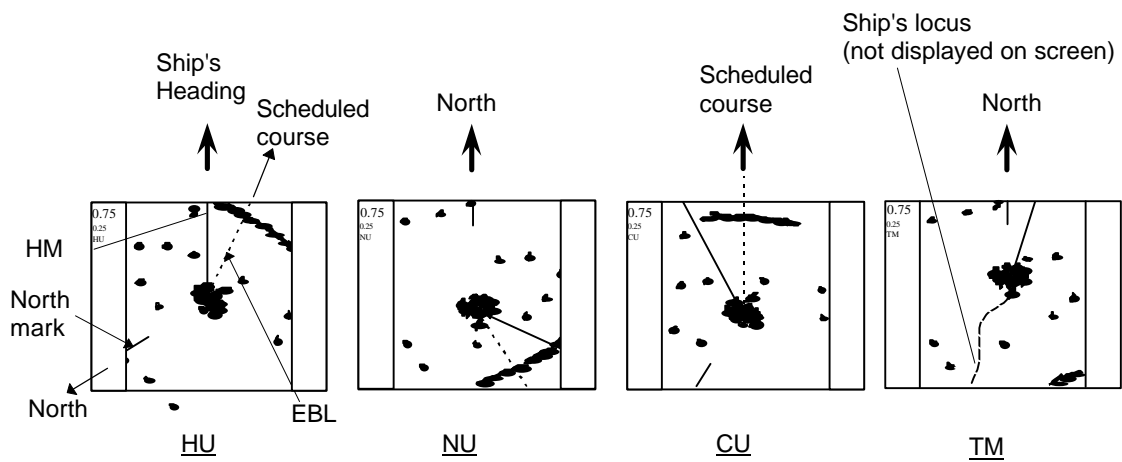 Ship's locus
(not displayed on screen)
Ship's
Heading
Scheduled
course
North
Scheduled
course
North
0.75
0.25
HU
0.75
0.25
NU
0.75
0.25
CU
0.75
0.25
TM
HM
North
mark
North
EBL
HU
NU
CU
TM